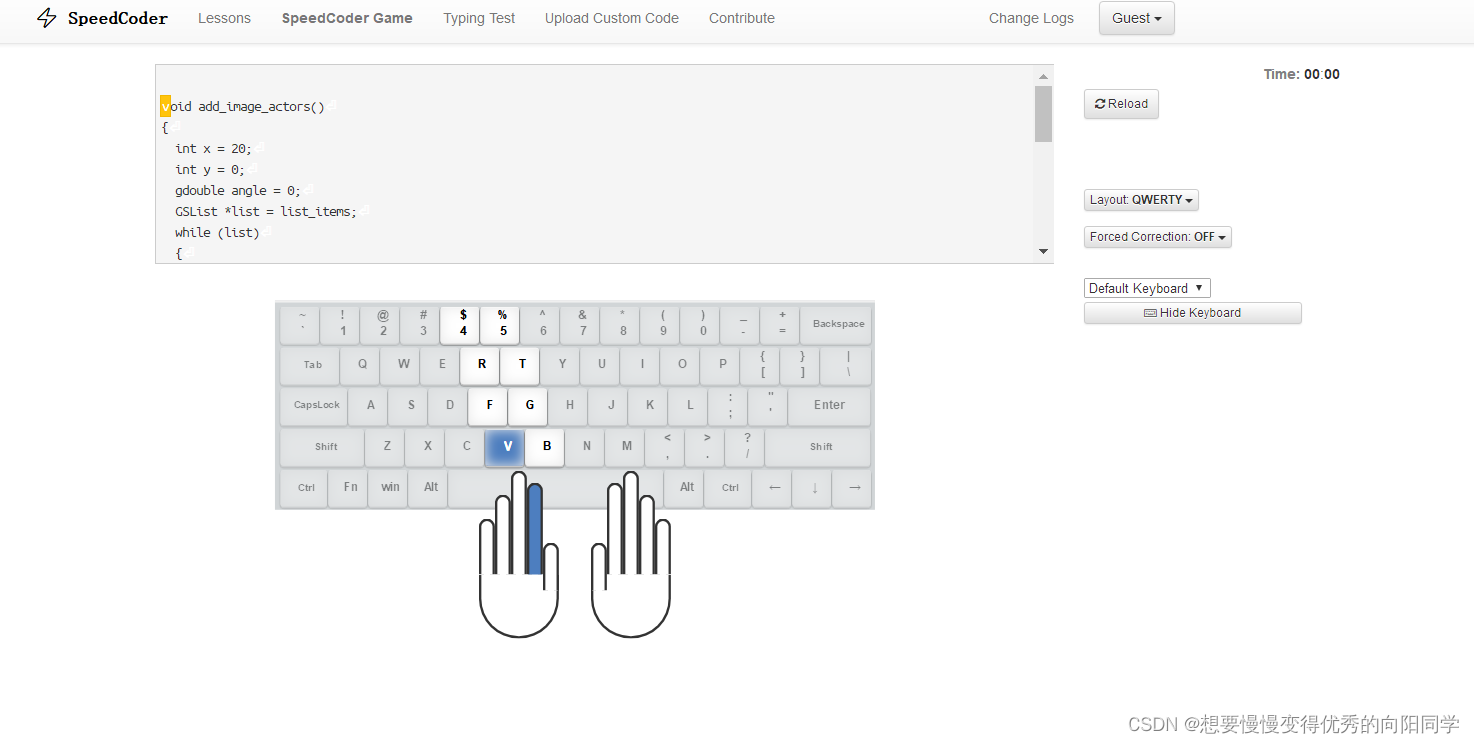 SpeedCoder Lessons SpeedCoder Game Typing Test Upload Custom Code Contribute Change Logs Guest
Time: 00:00
Reload
void add_image_actors()
{
int x = 20;
int y = 0;
gdouble angle = 0;
GSList *list = list_items;
while (list)
{
Layout: QWERTY
Forced Correction: OFF
Default Keyboard
Hide Keyboard
~ ! @ # $ % ^ & * ( ) _ +
` 1 2 3 4 5 6 7 8 9 0 - = Backspace
Tab Q W E R T Y U I O P { } |
[ ] \
CapsLock A S D F G H J K L : " Enter
; '
Shift Z X C V B N M < > ? Shift
, . /
Ctrl Fn win Alt Alt Ctrl ← ↓ →
CSDN @想要慢慢变得优秀的向阳同学